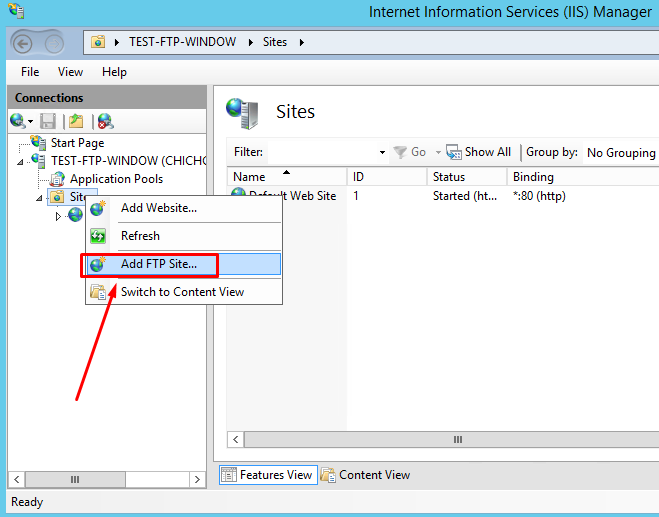 Internet Information Services (IIS) Manager
TEST-FTP-WINDOW Sites
File View Help
Connections
Start Page
TEST-FTP-WINDOW (CHICHO
Application Pools
Sites
Add Website...
Refresh
Add FTP Site...
Switch to Content View
Sites
Filter: Go Show All Group by: No Grouping
Name ID Status Binding
Default Web Site 1 Started (ht... *:80 (http)
Features View Content View
Ready